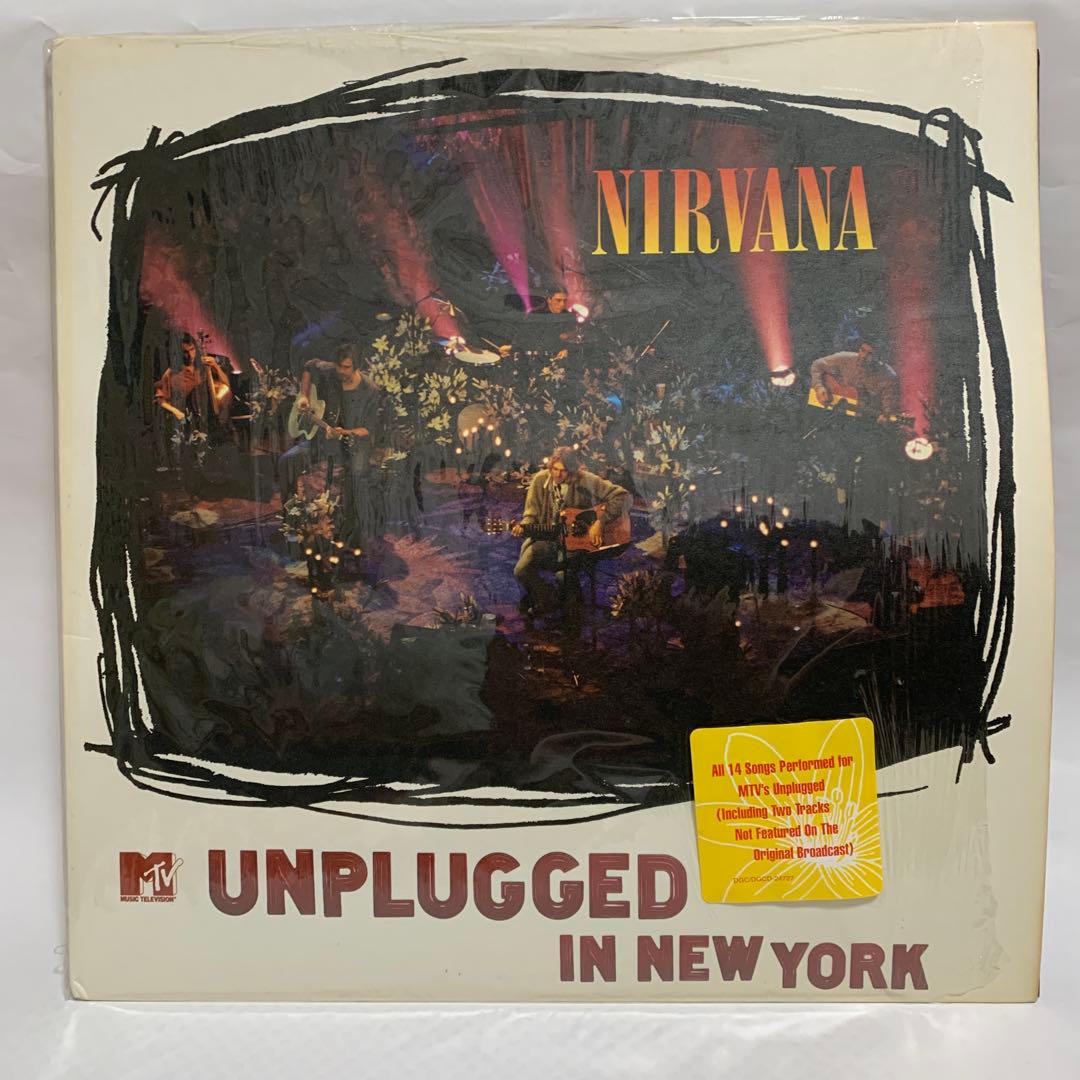 NIRVANA
All 14 Songs Performed for
MTV's Unplugged
(Including Two Tracks
Not Featured On The
Original Broadcast)
DGC/DGCD-24727
MTV
MUSIC TELEVISION®
UNPLUGGED
IN NEW YORK